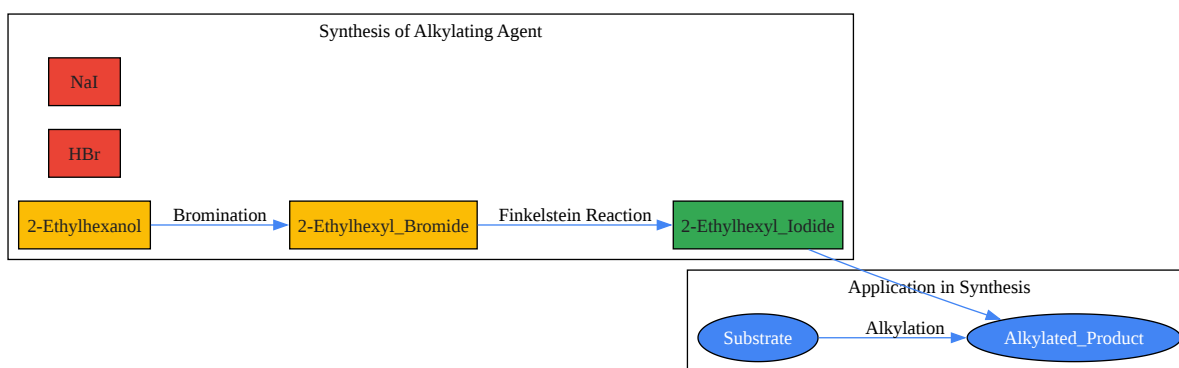 Synthesis of Alkylating Agent
NaI
HBr
2-Ethylhexanol
Bromination
2-Ethylhexyl_Bromide
Finkelstein Reaction
2-Ethylhexyl_Iodide
Application in Synthesis
Substrate
Alkylation
Alkylated_Product